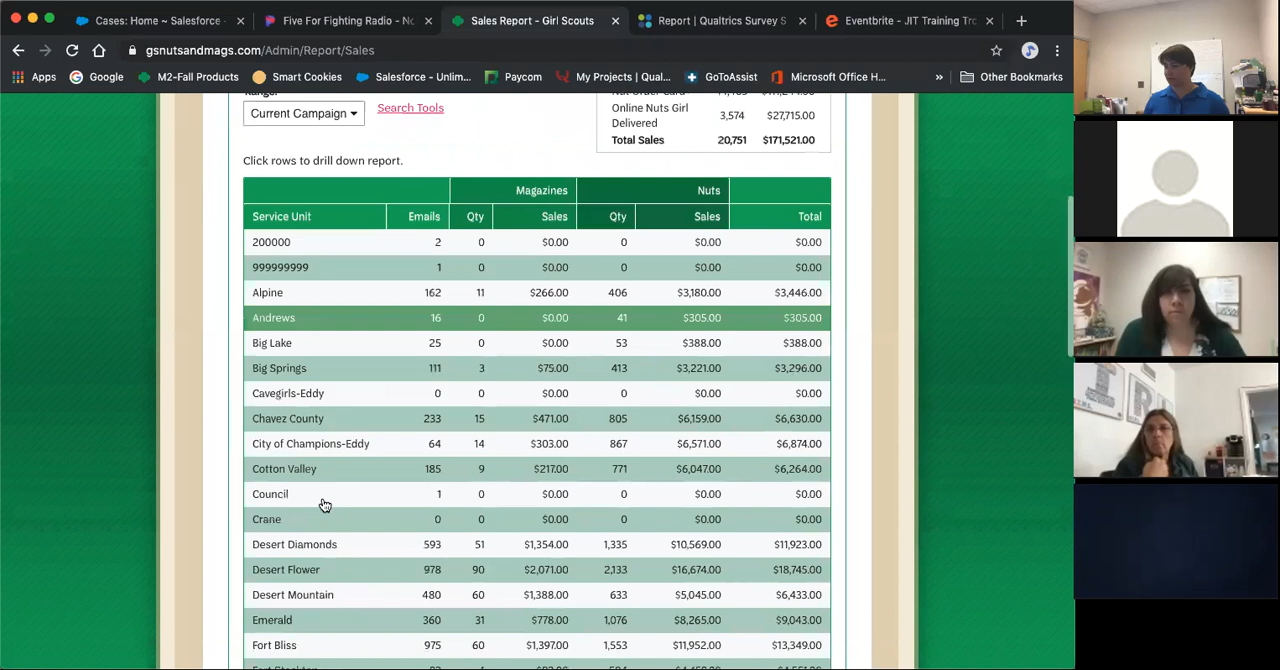 Cases: Home ~ Salesforce - Five For Fighting Radio - No Sales Report - Girl Scouts Report | Qualtrics Survey S Eventbrite - JIT Training Tro
gsnutsandmags.com/Admin/Report/Sales
Apps Google M2-Fall Products Smart Cookies Salesforce - Unlim... Paycom My Projects | Qual... GoToAssist Microsoft Office H... » Other Bookmarks
Current Campaign Search Tools
Online Nuts Girl Delivered 3,574 $27,715.00
Total Sales 20,751 $171,521.00
Click rows to drill down report.
Magazines Nuts
Service Unit Emails Qty Sales Qty Sales Total
200000 2 0 $0.00 0 $0.00 $0.00
999999999 1 0 $0.00 0 $0.00 $0.00
Alpine 162 11 $266.00 406 $3,180.00 $3,446.00
Andrews 16 0 $0.00 41 $305.00 $305.00
Big Lake 25 0 $0.00 53 $388.00 $388.00
Big Springs 111 3 $75.00 413 $3,221.00 $3,296.00
Cavegirls-Eddy 0 0 $0.00 0 $0.00 $0.00
Chavez County 233 15 $471.00 805 $6,159.00 $6,630.00
City of Champions-Eddy 64 14 $303.00 867 $6,571.00 $6,874.00
Cotton Valley 185 9 $217.00 771 $6,047.00 $6,264.00
Council 1 0 $0.00 0 $0.00 $0.00
Crane 0 0 $0.00 0 $0.00 $0.00
Desert Diamonds 593 51 $1,354.00 1,335 $10,569.00 $11,923.00
Desert Flower 978 90 $2,071.00 2,133 $16,674.00 $18,745.00
Desert Mountain 480 60 $1,388.00 633 $5,045.00 $6,433.00
Emerald 360 31 $778.00 1,076 $8,265.00 $9,043.00
Fort Bliss 975 60 $1,397.00 1,553 $11,952.00 $13,349.00